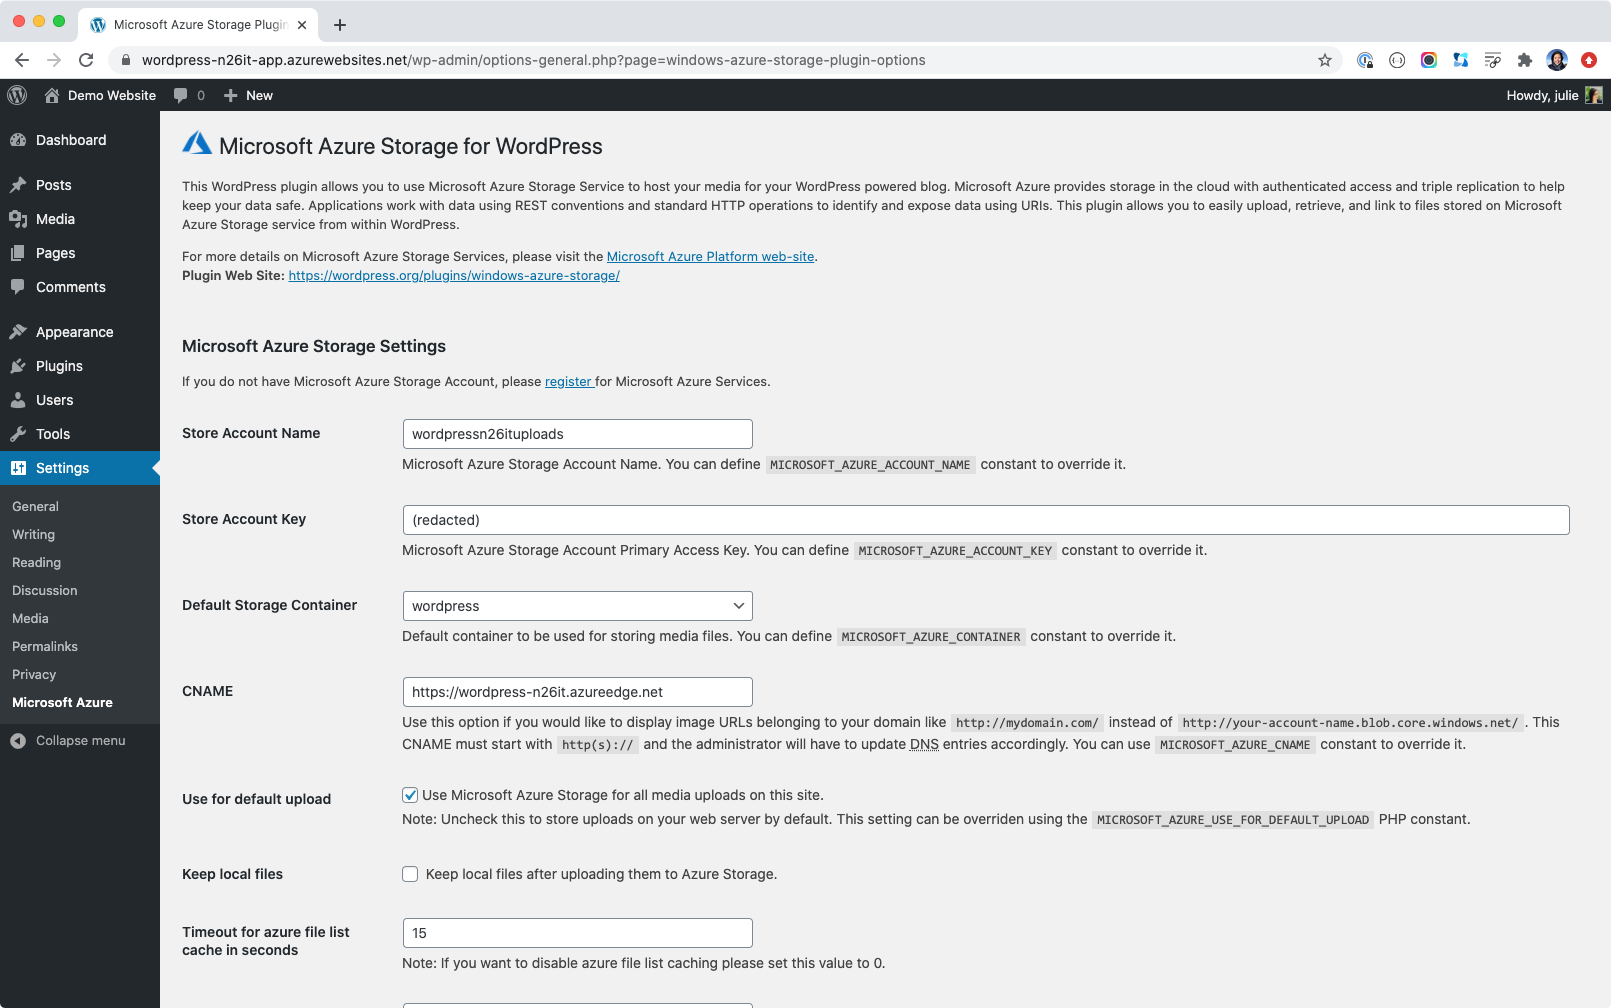 Microsoft Azure Storage Plugin
wordpress-n26it-app.azurewebsites.net/wp-admin/options-general.php?page=windows-azure-storage-plugin-options
Demo Website
0
New
Howdy, julie
Dashboard
Posts
Media
Pages
Comments
Appearance
Plugins
Users
Tools
Settings
General
Writing
Reading
Discussion
Media
Permalinks
Privacy
Microsoft Azure
Collapse menu
Microsoft Azure Storage for WordPress
This WordPress plugin allows you to use Microsoft Azure Storage Service to host your media for your WordPress powered blog. Microsoft Azure provides storage in the cloud with authenticated access and triple replication to help
keep your data safe. Applications work with data using REST conventions and standard HTTP operations to identify and expose data using URIs. This plugin allows you to easily upload, retrieve, and link to files stored on Microsoft
Azure Storage service from within WordPress.
For more details on Microsoft Azure Storage Services, please visit the Microsoft Azure Platform web-site.
Plugin Web Site: https://wordpress.org/plugins/windows-azure-storage/
Microsoft Azure Storage Settings
If you do not have Microsoft Azure Storage Account, please register for Microsoft Azure Services.
Store Account Name
wordpressn26ituploads
Microsoft Azure Storage Account Name. You can define MICROSOFT_AZURE_ACCOUNT_NAME constant to override it.
Store Account Key
(redacted)
Microsoft Azure Storage Account Primary Access Key. You can define MICROSOFT_AZURE_ACCOUNT_KEY constant to override it.
Default Storage Container
wordpress
Default container to be used for storing media files. You can define MICROSOFT_AZURE_CONTAINER constant to override it.
CNAME
https://wordpress-n26it.azureedge.net
Use this option if you would like to display image URLs belonging to your domain like http://mydomain.com/ instead of http://your-account-name.blob.core.windows.net/ . This
CNAME must start with http(s):// and the administrator will have to update DNS entries accordingly. You can use MICROSOFT_AZURE_CNAME constant to override it.
Use for default upload
Use Microsoft Azure Storage for all media uploads on this site.
Note: Uncheck this to store uploads on your web server by default. This setting can be overriden using the MICROSOFT_AZURE_USE_FOR_DEFAULT_UPLOAD PHP constant.
Keep local files
Keep local files after uploading them to Azure Storage.
Timeout for azure file list
cache in seconds
15
Note: If you want to disable azure file list caching please set this value to 0.